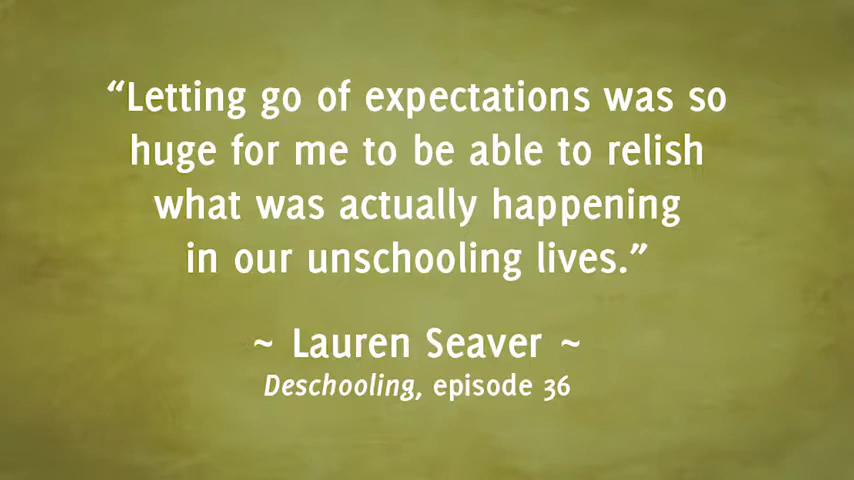 “Letting go of expectations was so
huge for me to be able to relish
what was actually happening
in our unschooling lives.”
~ Lauren Seaver ~
Deschooling, episode 36